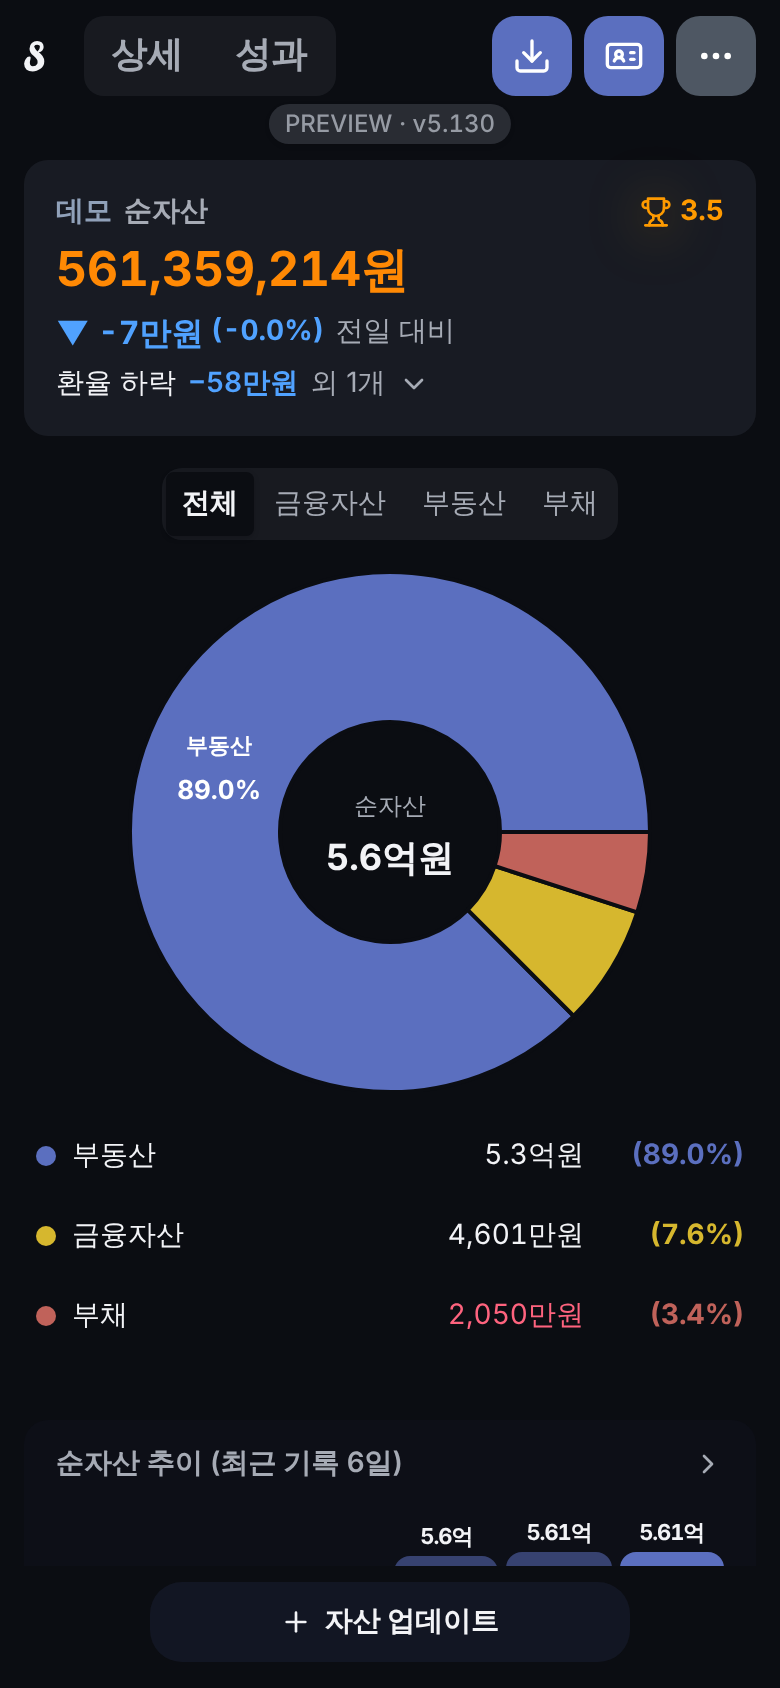 상세 성과
PREVIEW · v5.130
데모 순자산
3.5
561,359,214원
▼ -7만원 (-0.0%) 전일 대비
환율 하락 -58만원 외 1개
전체 금융자산 부동산 부채
부동산
89.0%
순자산
5.6억원
부동산 5.3억원 (89.0%)
금융자산 4,601만원 (7.6%)
부채 2,050만원 (3.4%)
순자산 추이 (최근 기록 6일)
5.6억 5.61억 5.61억
+ 자산 업데이트